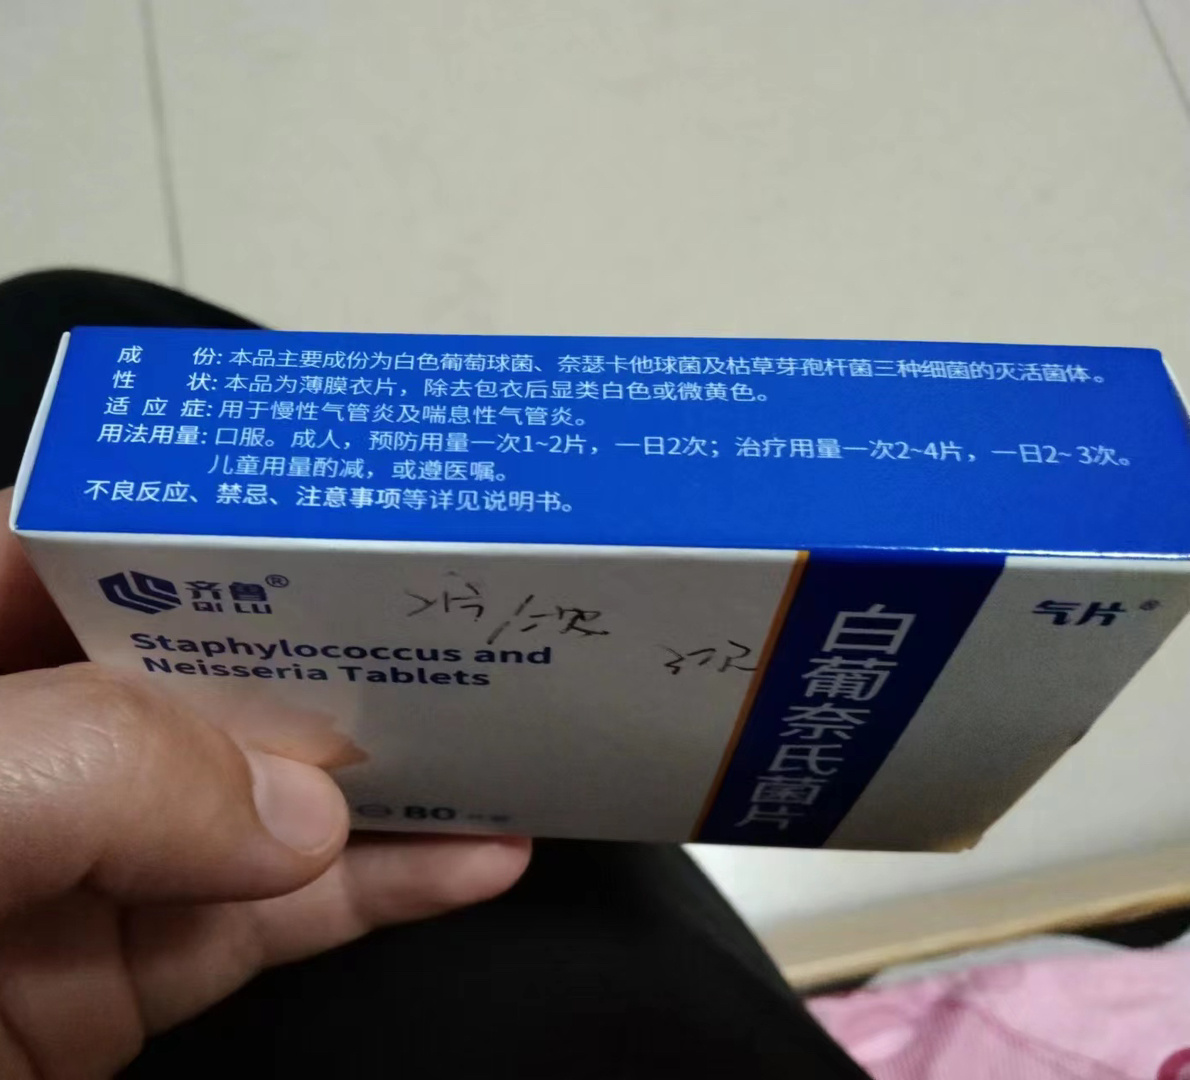 成 份: 本品主要成份为白色葡萄球菌、奈瑟卡他球菌及枯草芽孢杆菌三种细菌的灭活菌体。
性 状: 本品为薄膜衣片，除去包衣后显类白色或微黄色。
适 应 症: 用于慢性气管炎及喘息性气管炎。
用法用量: 口服。成人，预防用量一次1~2片，一日2次；治疗用量一次2~4片，一日2~3次。
儿童用量酌减，或遵医嘱。
不良反应、禁忌、注意事项等详见说明书。
齐鲁®
QI LU
Staphylococcus and
Neisseria Tablets
80
白葡奈氏菌片
气片®